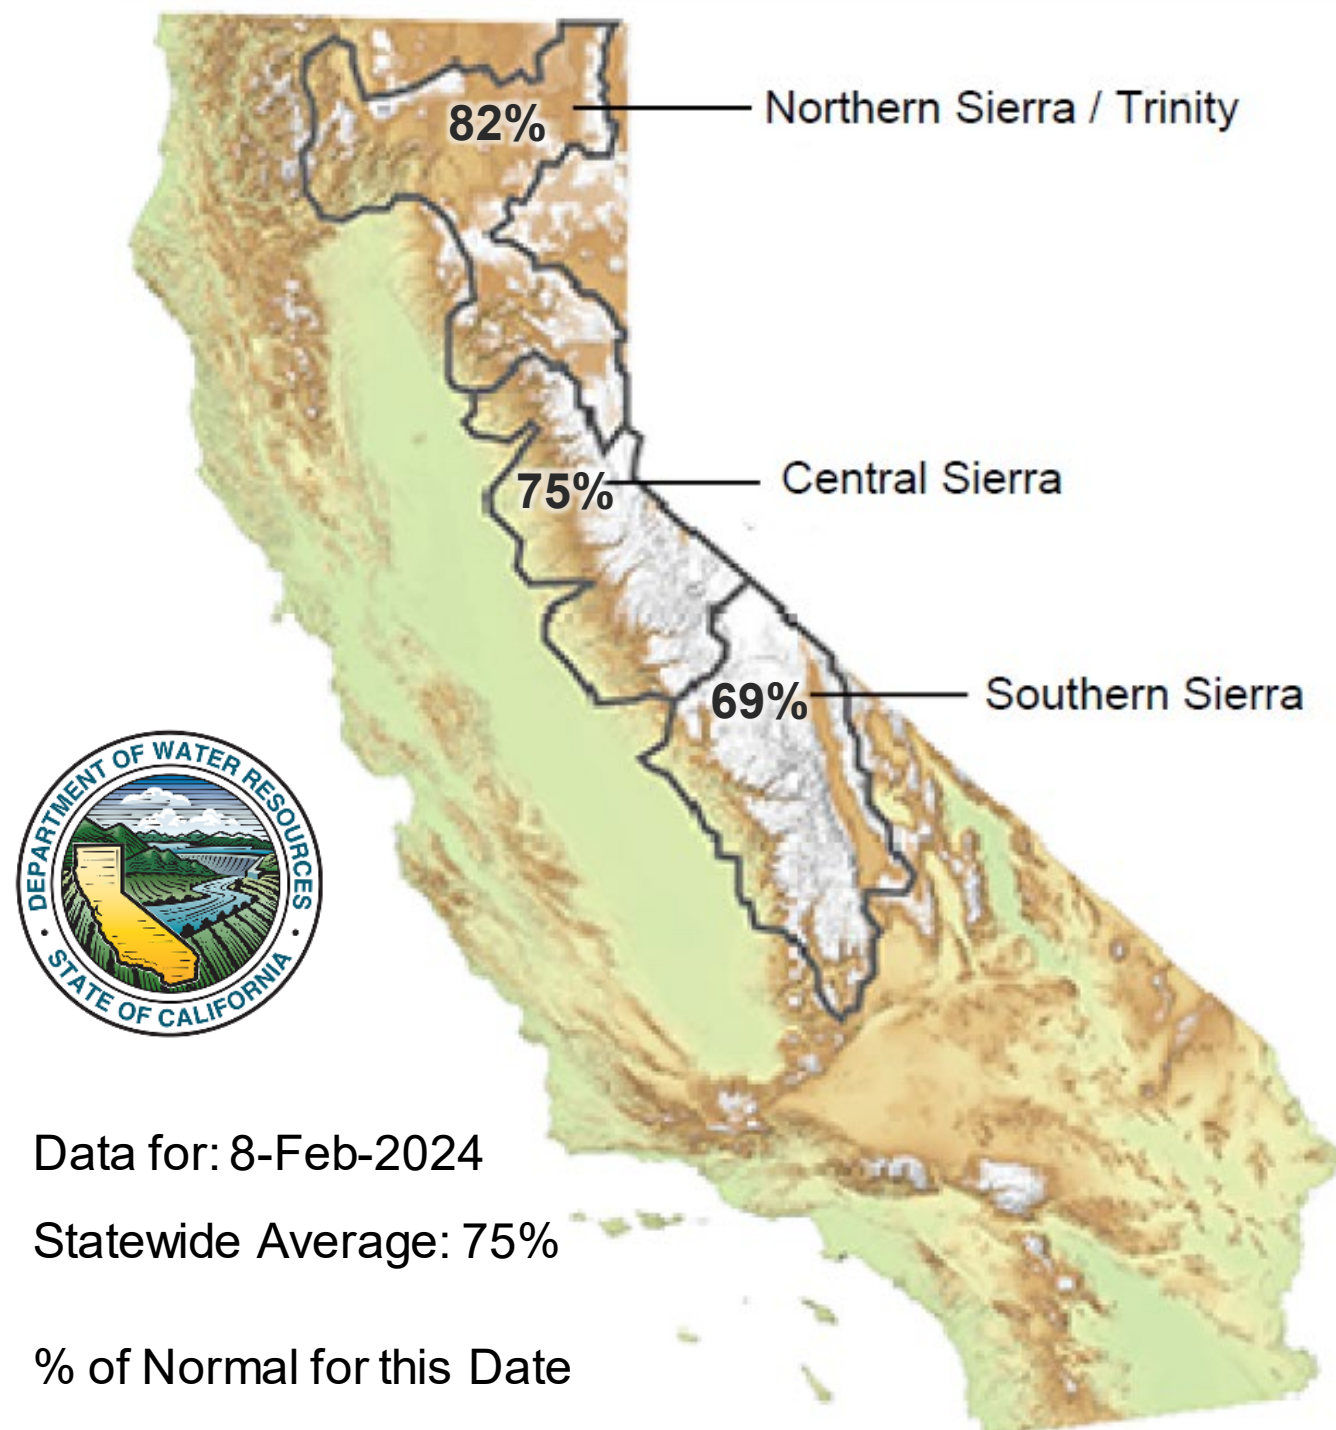 82%
Northern Sierra / Trinity
75%
Central Sierra
69%
Southern Sierra
DEPARTMENT OF WATER RESOURCES
• STATE OF CALIFORNIA •
Data for: 8-Feb-2024
Statewide Average: 75%
% of Normal for this Date